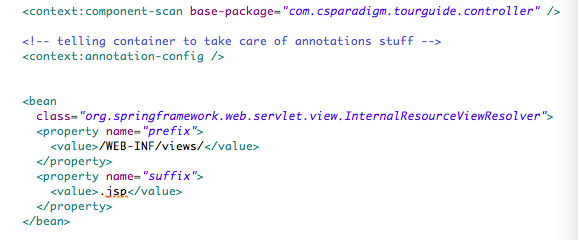 <context:component-scan base-package="com.csparadigm.tourguide.controller" />
<!-- telling container to take care of annotations stuff -->
<context:annotation-config />
<bean
class="org.springframework.web.servlet.view.InternalResourceViewResolver">
<property name="prefix">
<value>/WEB-INF/views/</value>
</property>
<property name="suffix">
<value>.jsp</value>
</property>
</bean>